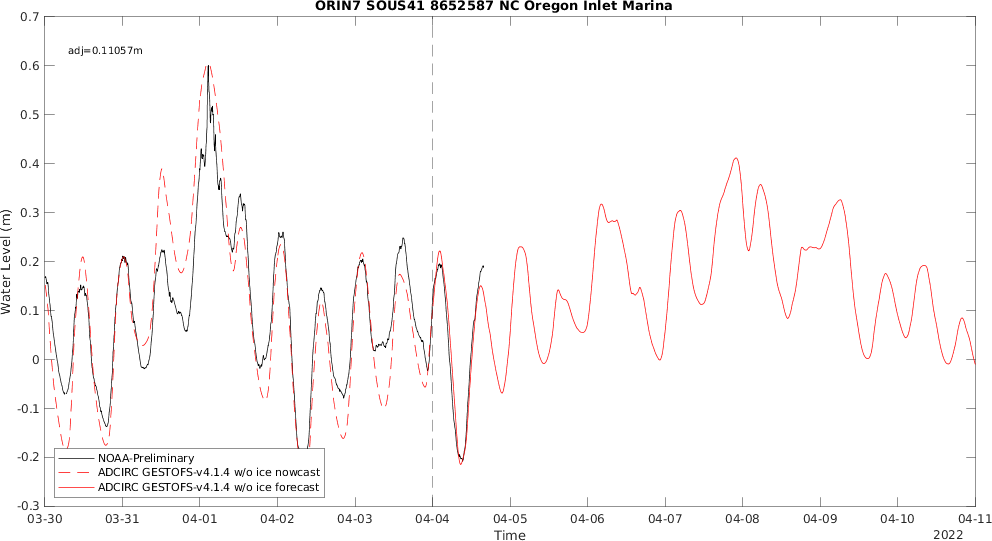 ORIN7 SOUS41 8652587 NC Oregon Inlet Marina
adj=0.11057m
0.7
0.6
0.5
0.4
0.3
0.2
0.1
0
-0.1
-0.2
-0.3
Water Level (m)
NOAA-Preliminary
ADCIRC GESTOFS-v4.1.4 w/o ice nowcast
ADCIRC GESTOFS-v4.1.4 w/o ice forecast
03-30 03-31 04-01 04-02 04-03 04-04 04-05 04-06 04-07 04-08 04-09 04-10 04-11
Time
2022